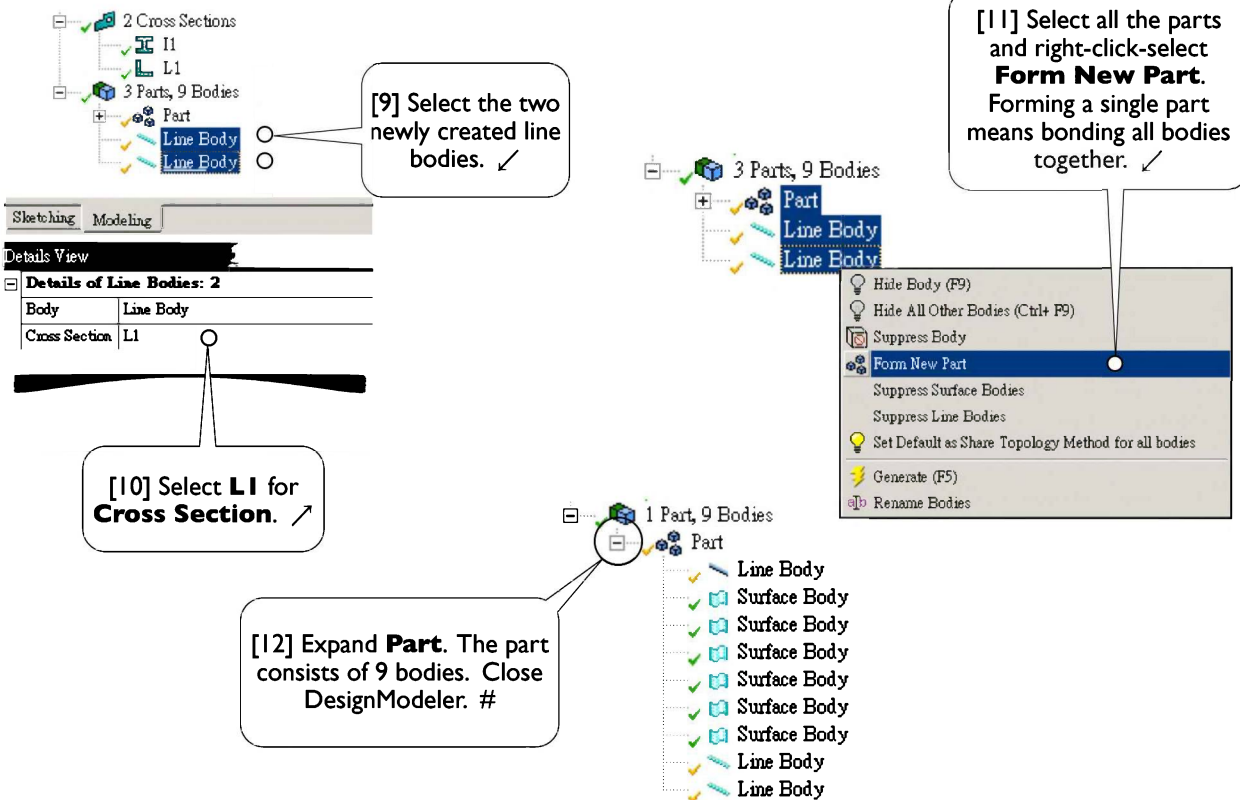 2 Cross Sections
I1
L1
3 Parts, 9 Bodies
Part
Line Body
Line Body
[9] Select the two
newly created line
bodies. ↙
Sketching Modeling
Details View
Details of Line Bodies: 2
Body Line Body
Cross Section L1
[10] Select L1 for
Cross Section. ↗
[11] Select all the parts
and right-click-select
Form New Part.
Forming a single part
means bonding all bodies
together. ↙
3 Parts, 9 Bodies
Part
Line Body
Line Body
Hide Body (F9)
Hide All Other Bodies (Ctrl+ F9)
Suppress Body
Form New Part
Suppress Surface Bodies
Suppress Line Bodies
Set Default as Share Topology Method for all bodies
Generate (F5)
Rename Bodies
[12] Expand Part. The part
consists of 9 bodies. Close
DesignModeler. #
1 Part, 9 Bodies
Part
Line Body
Surface Body
Surface Body
Surface Body
Surface Body
Surface Body
Surface Body
Line Body
Line Body